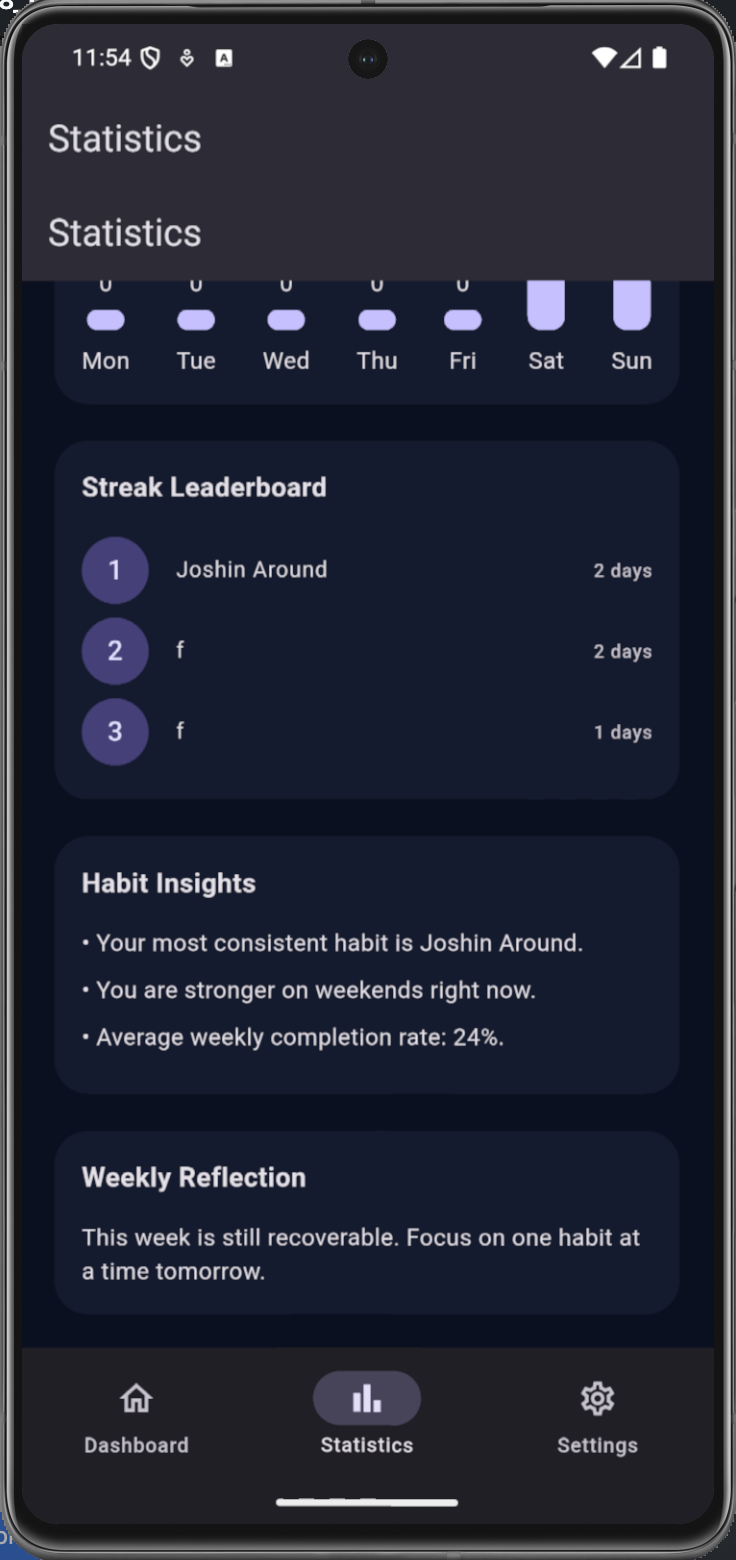 11:54
Statistics
Statistics
0 0 0 0 0
Mon Tue Wed Thu Fri Sat Sun
Streak Leaderboard
1 Joshin Around 2 days
2 f 2 days
3 f 1 days
Habit Insights
• Your most consistent habit is Joshin Around.
• You are stronger on weekends right now.
• Average weekly completion rate: 24%.
Weekly Reflection
This week is still recoverable. Focus on one habit at
a time tomorrow.
Dashboard Statistics Settings